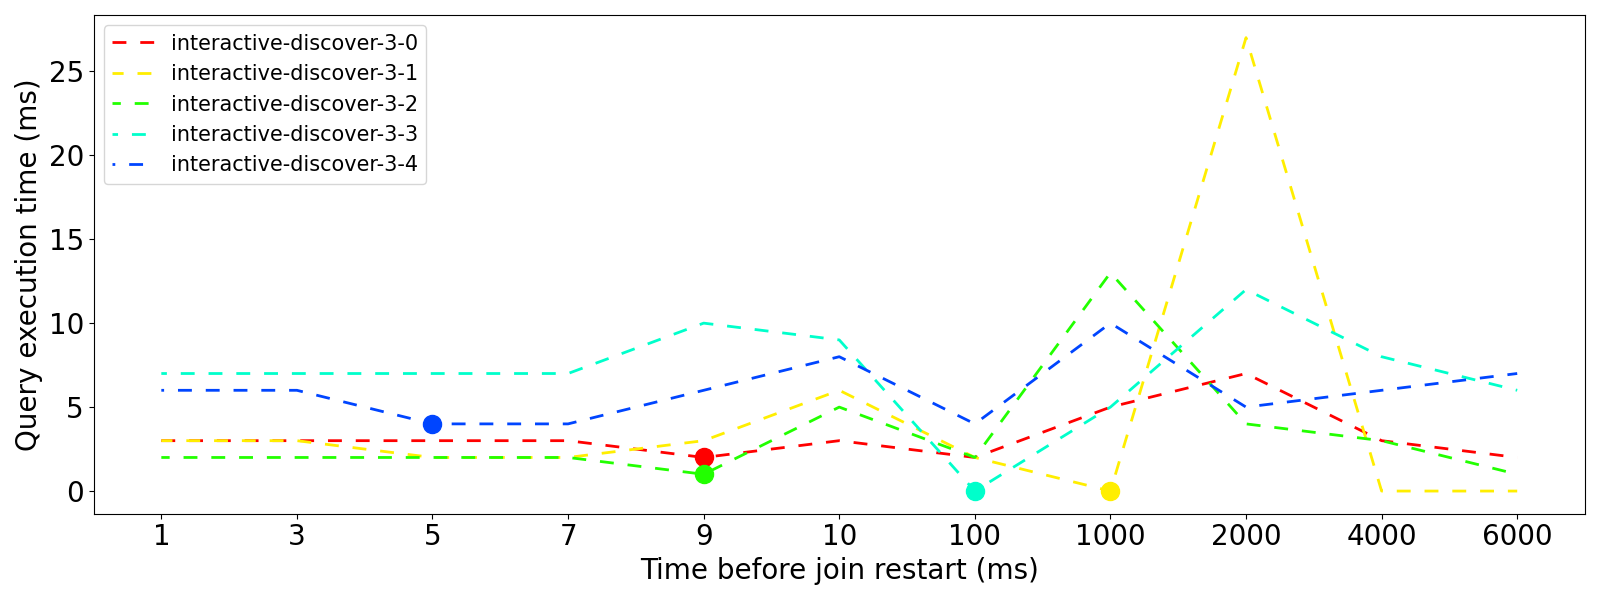 interactive-discover-3-0
interactive-discover-3-1
interactive-discover-3-2
interactive-discover-3-3
interactive-discover-3-4
Query execution time (ms)
25
20
15
10
5
0
1 3 5 7 9 10 100 1000 2000 4000 6000
Time before join restart (ms)